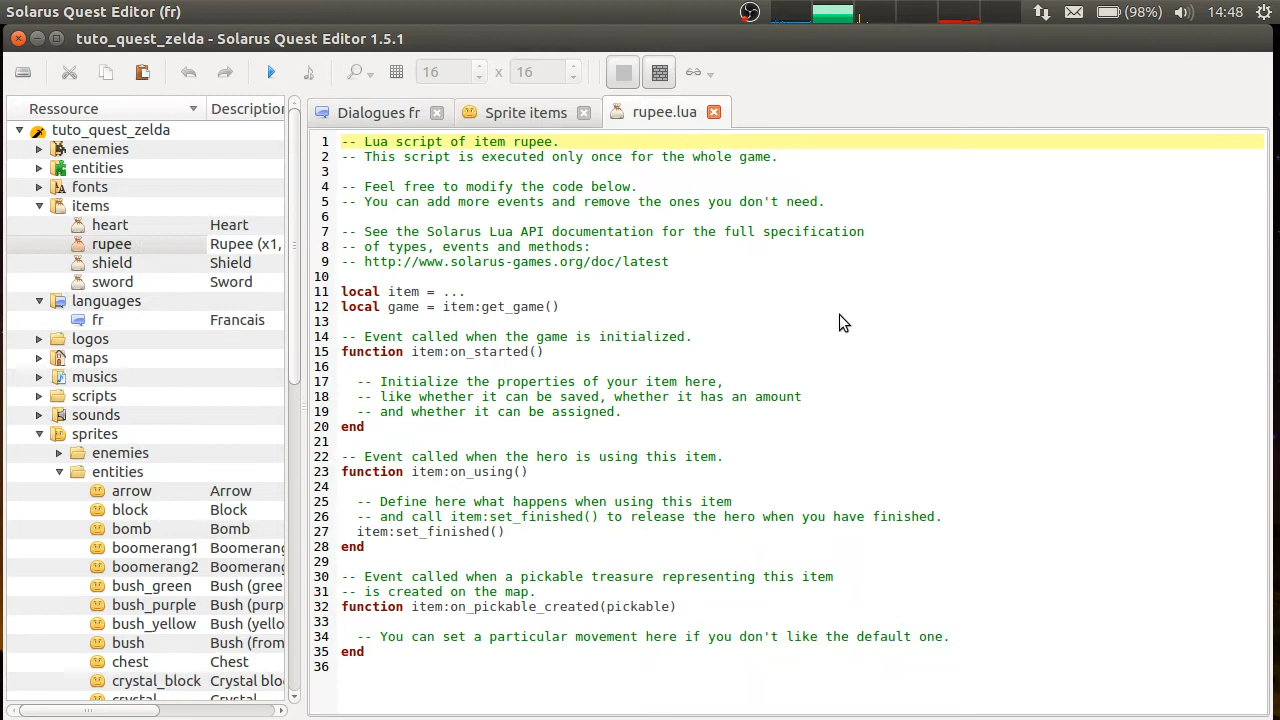 Solarus Quest Editor (fr)
(98%)
14:48
tuto_quest_zelda - Solarus Quest Editor 1.5.1
16 x 16
Ressource
Description
tuto_quest_zelda
enemies
entities
fonts
items
heart Heart
rupee Rupee (x1,
shield Shield
sword Sword
languages
fr Francais
logos
maps
musics
scripts
sounds
sprites
enemies
entities
arrow Arrow
block Block
bomb Bomb
boomerang1 Boomerang
boomerang2 Boomerang
bush_green Bush (gree
bush_purple Bush (purp
bush_yellow Bush (yello
bush Bush (from
chest Chest
crystal_block Crystal blo
crystal Crystal
Dialogues fr
Sprite items
rupee.lua
1 -- Lua script of item rupee.
2 -- This script is executed only once for the whole game.
3
4 -- Feel free to modify the code below.
5 -- You can add more events and remove the ones you don't need.
6
7 -- See the Solarus Lua API documentation for the full specification
8 -- of types, events and methods:
9 -- http://www.solarus-games.org/doc/latest
10
11 local item = ...
12 local game = item:get_game()
13
14 -- Event called when the game is initialized.
15 function item:on_started()
16
17 -- Initialize the properties of your item here,
18 -- like whether it can be saved, whether it has an amount
19 -- and whether it can be assigned.
20 end
21
22 -- Event called when the hero is using this item.
23 function item:on_using()
24
25 -- Define here what happens when using this item
26 -- and call item:set_finished() to release the hero when you have finished.
27 item:set_finished()
28 end
29
30 -- Event called when a pickable treasure representing this item
31 -- is created on the map.
32 function item:on_pickable_created(pickable)
33
34 -- You can set a particular movement here if you don't like the default one.
35 end
36